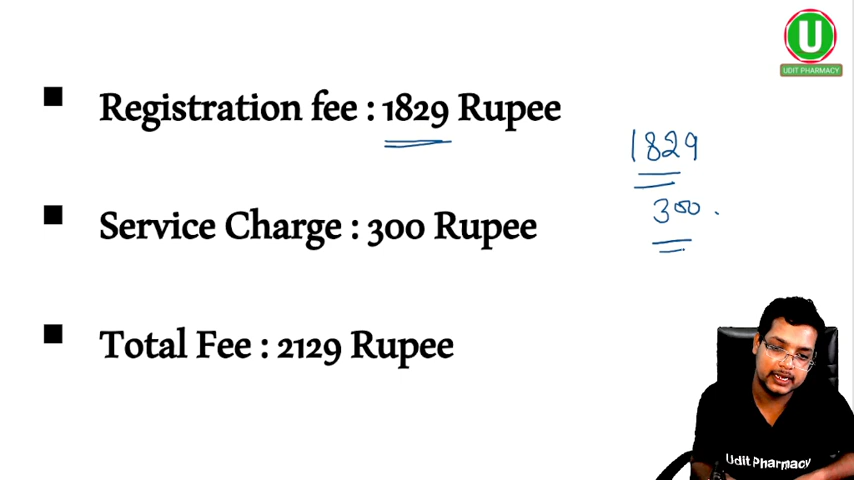 U
UDIT PHARMACY
Registration fee : 1829 Rupee
1829
300.
Service Charge : 300 Rupee
Total Fee : 2129 Rupee
Udit Pharmacy